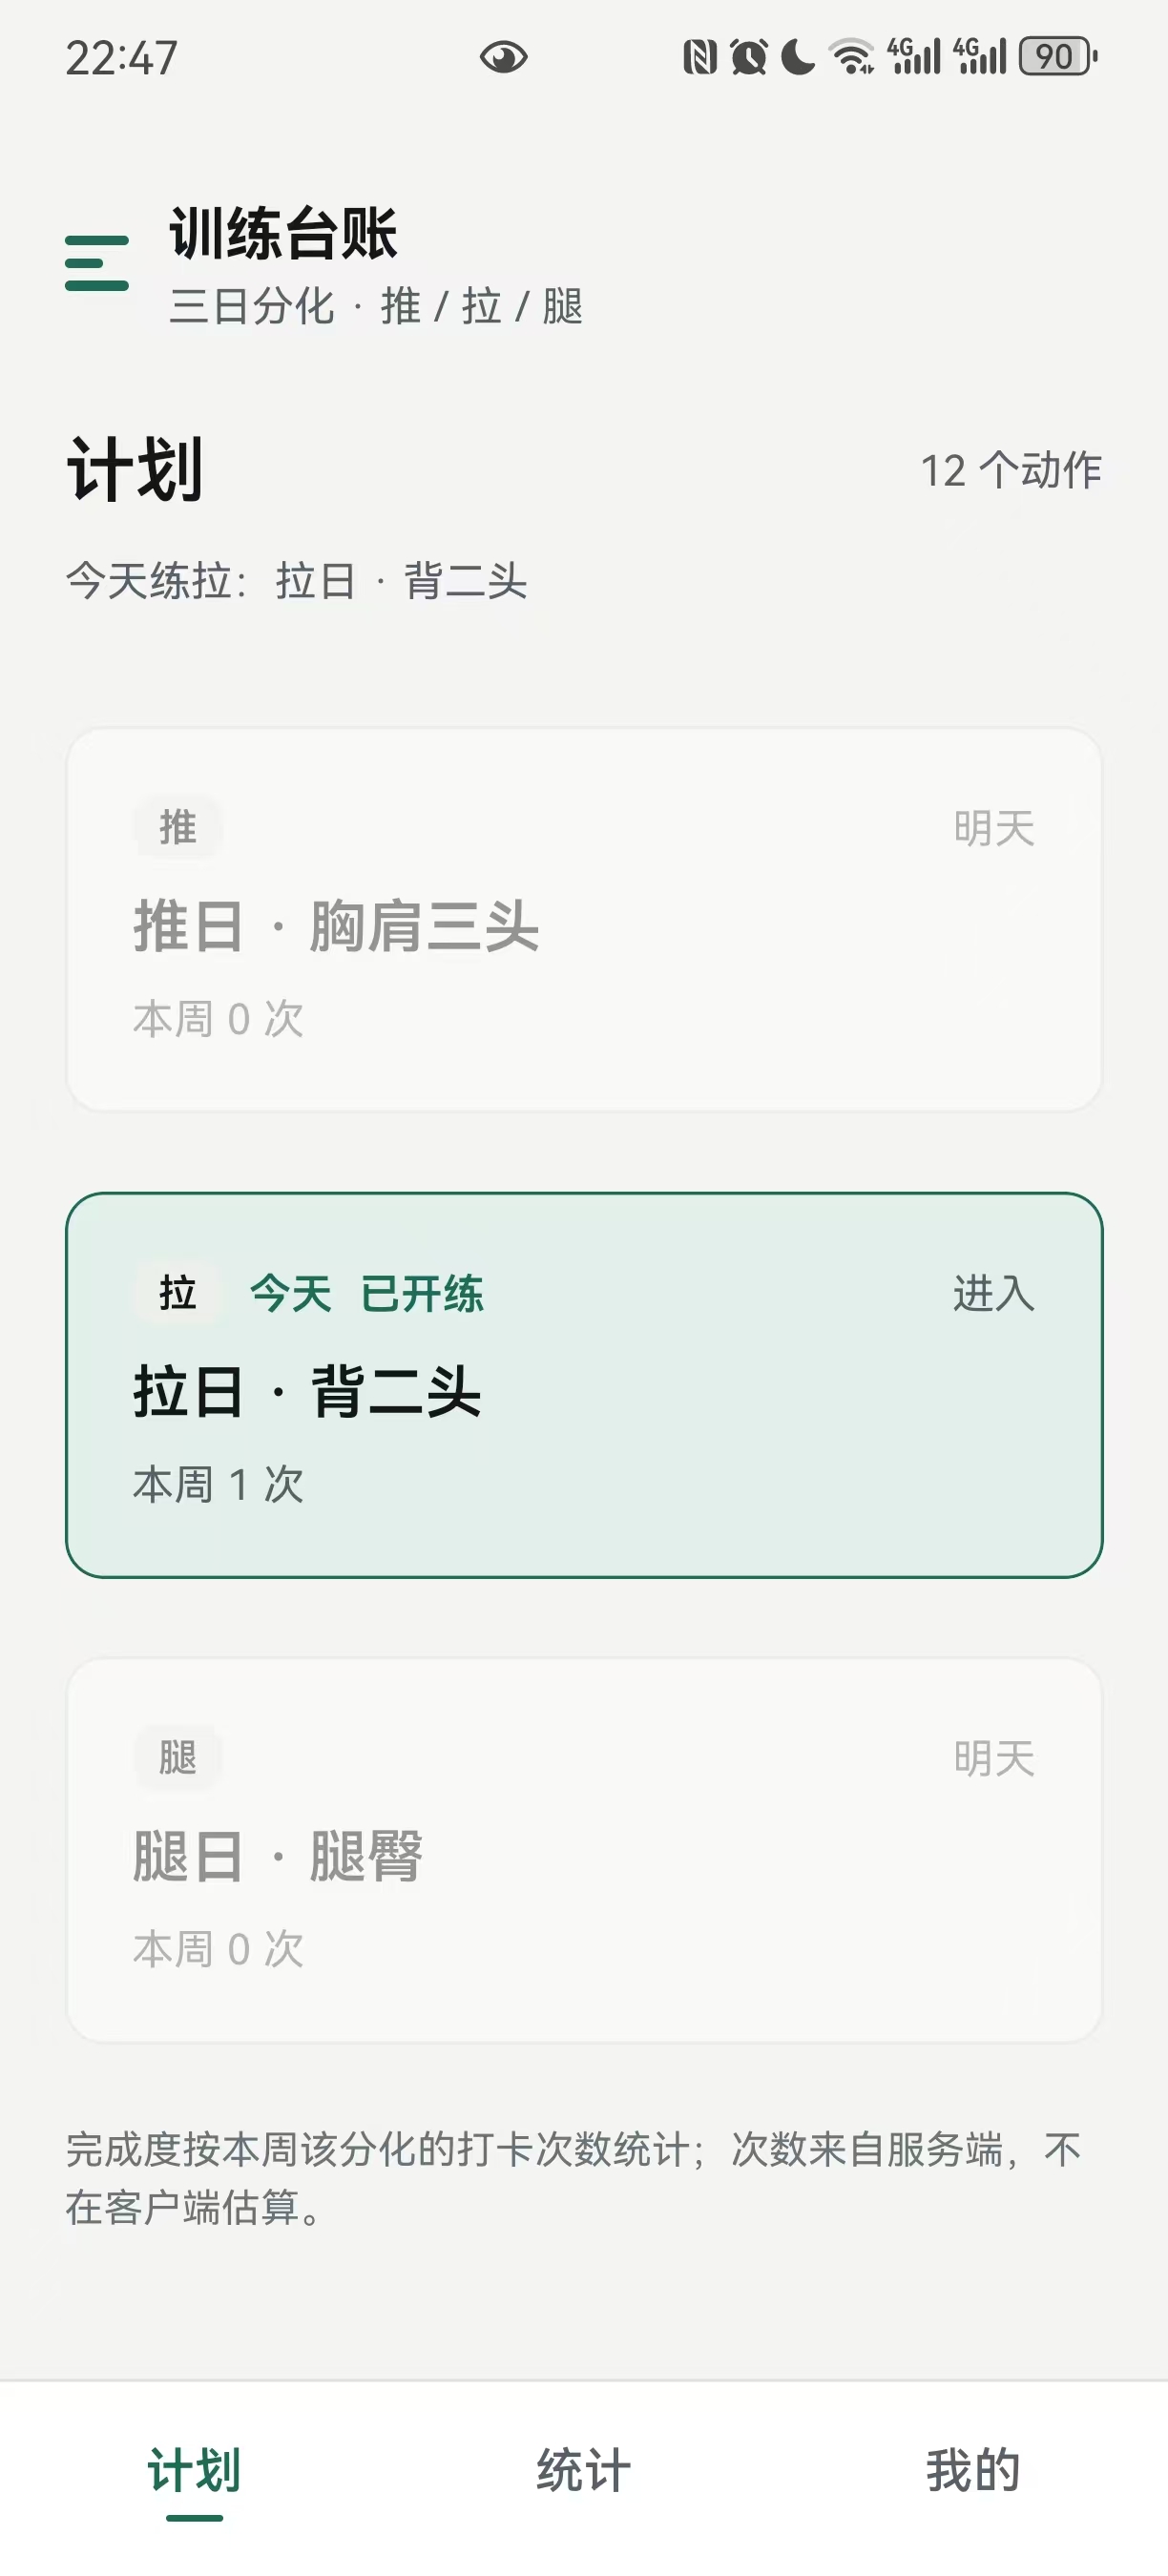 22:47
4G 4G 90
训练台账
三日分化 · 推 / 拉 / 腿
计划
12 个动作
今天练拉：拉日 · 背二头
推
明天
推日 · 胸肩三头
本周 0 次
拉 今天 已开练
进入
拉日 · 背二头
本周 1 次
腿
明天
腿日 · 腿臀
本周 0 次
完成度按本周该分化的打卡次数统计；次数来自服务端，不
在客户端估算。
计划
统计
我的